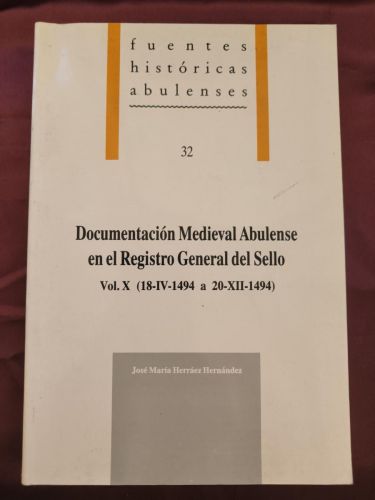 fuentes
históricas
abulenses
32
Documentación Medieval Abulense
en el Registro General del Sello
Vol. X (18-IV-1494 a 20-XII-1494)
José María Herráez Hernández